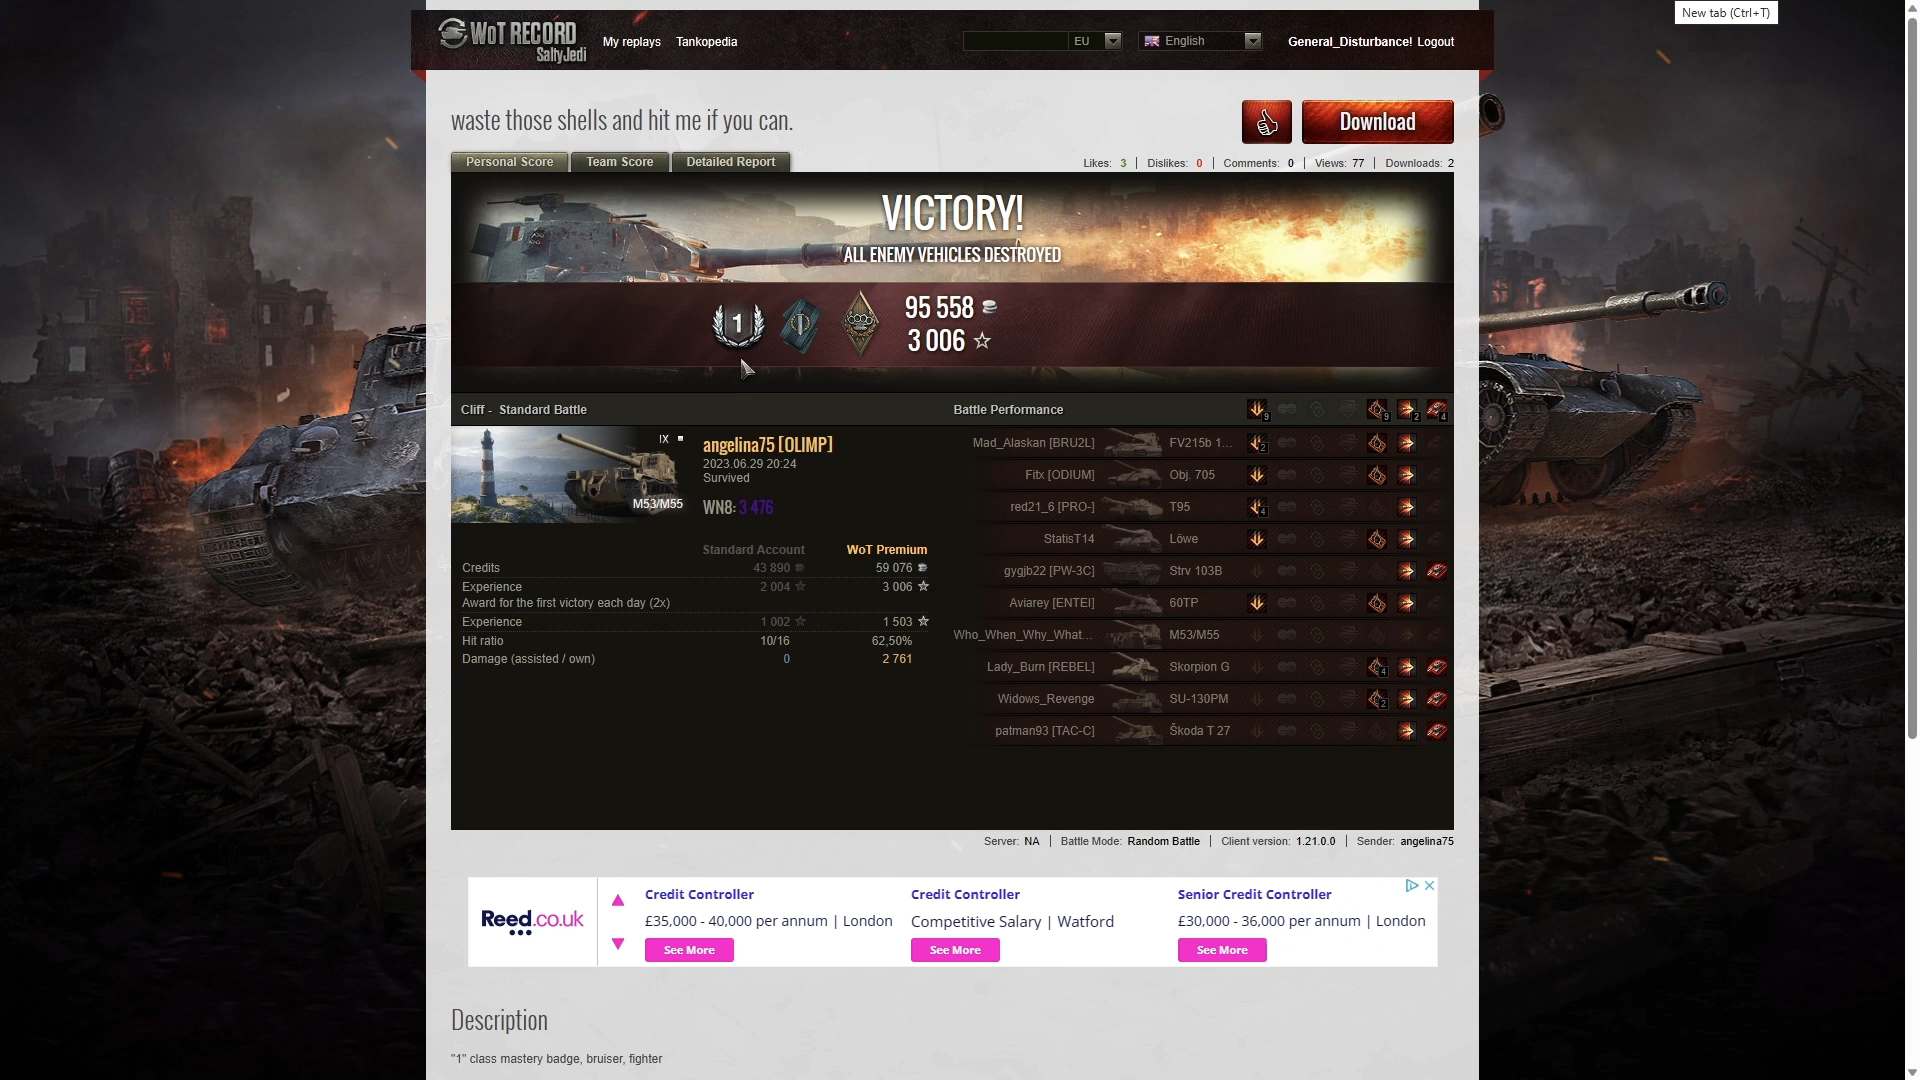 New tab (Ctrl+T)
WoT RECORD
SaltyJedi
My replays Tankopedia
EU English General_Disturbance! Logout
waste those shells and hit me if you can.
Download
Personal Score Team Score Detailed Report
Likes: 3 | Dislikes: 0 | Comments: 0 | Views: 77 | Downloads: 2
VICTORY!
ALL ENEMY VEHICLES DESTROYED
1
95 558
3 006
Cliff - Standard Battle
Battle Performance 9 9 2 4
IX
M53/M55
angelina75 [OLIMP]
2023.06.29 20:24
Survived
WN8: 3 476
Standard Account WoT Premium
Credits 43 890 59 076
Experience 2 004 3 006
Award for the first victory each day (2x)
Experience 1 002 1 503
Hit ratio 10/16 62,50%
Damage (assisted / own) 0 2 761
Mad_Alaskan [BRU2L] FV215b 1... 2
Fitx [ODIUM] Obj. 705
red21_6 [PRO-] T95 4
StatisT14 Löwe
gygjb22 [PW-3C] Strv 103B
Aviarey [ENTEI] 60TP
Who_When_Why_What... M53/M55
Lady_Burn [REBEL] Skorpion G 4
Widows_Revenge SU-130PM 2
patman93 [TAC-C] Škoda T 27
Server: NA | Battle Mode: Random Battle | Client version: 1.21.0.0 | Sender: angelina75
Reed.co.uk
Credit Controller
£35,000 - 40,000 per annum | London
See More
Credit Controller
Competitive Salary | Watford
See More
Senior Credit Controller
£30,000 - 36,000 per annum | London
See More
Description
"1" class mastery badge, bruiser, fighter